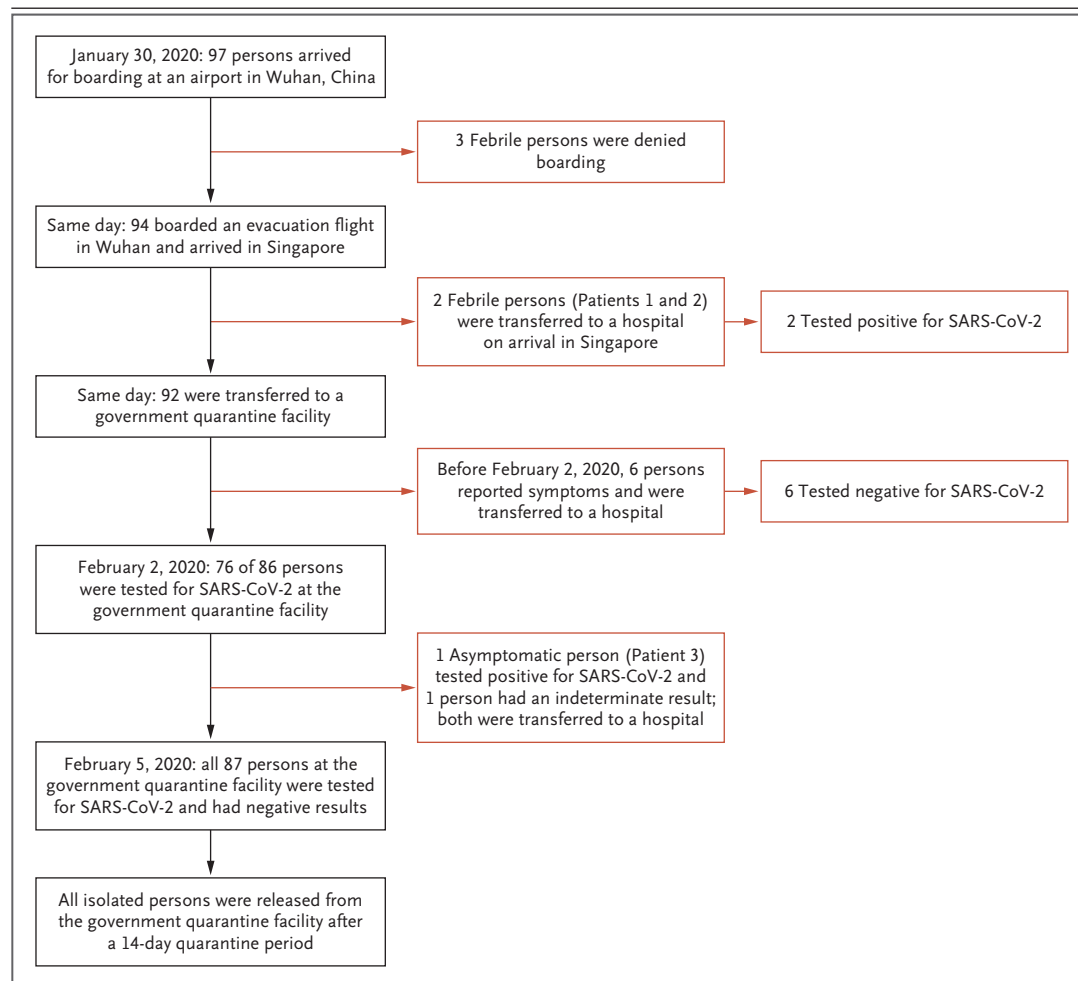 January 30, 2020: 97 persons arrived
for boarding at an airport in Wuhan, China
3 Febrile persons were denied
boarding
Same day: 94 boarded an evacuation flight
in Wuhan and arrived in Singapore
2 Febrile persons (Patients 1 and 2)
were transferred to a hospital
on arrival in Singapore
2 Tested positive for SARS-CoV-2
Same day: 92 were transferred to a
government quarantine facility
Before February 2, 2020, 6 persons
reported symptoms and were
transferred to a hospital
6 Tested negative for SARS-CoV-2
February 2, 2020: 76 of 86 persons
were tested for SARS-CoV-2 at the
government quarantine facility
1 Asymptomatic person (Patient 3)
tested positive for SARS-CoV-2 and
1 person had an indeterminate result;
both were transferred to a hospital
February 5, 2020: all 87 persons at the
government quarantine facility were tested
for SARS-CoV-2 and had negative results
All isolated persons were released from
the government quarantine facility after
a 14-day quarantine period